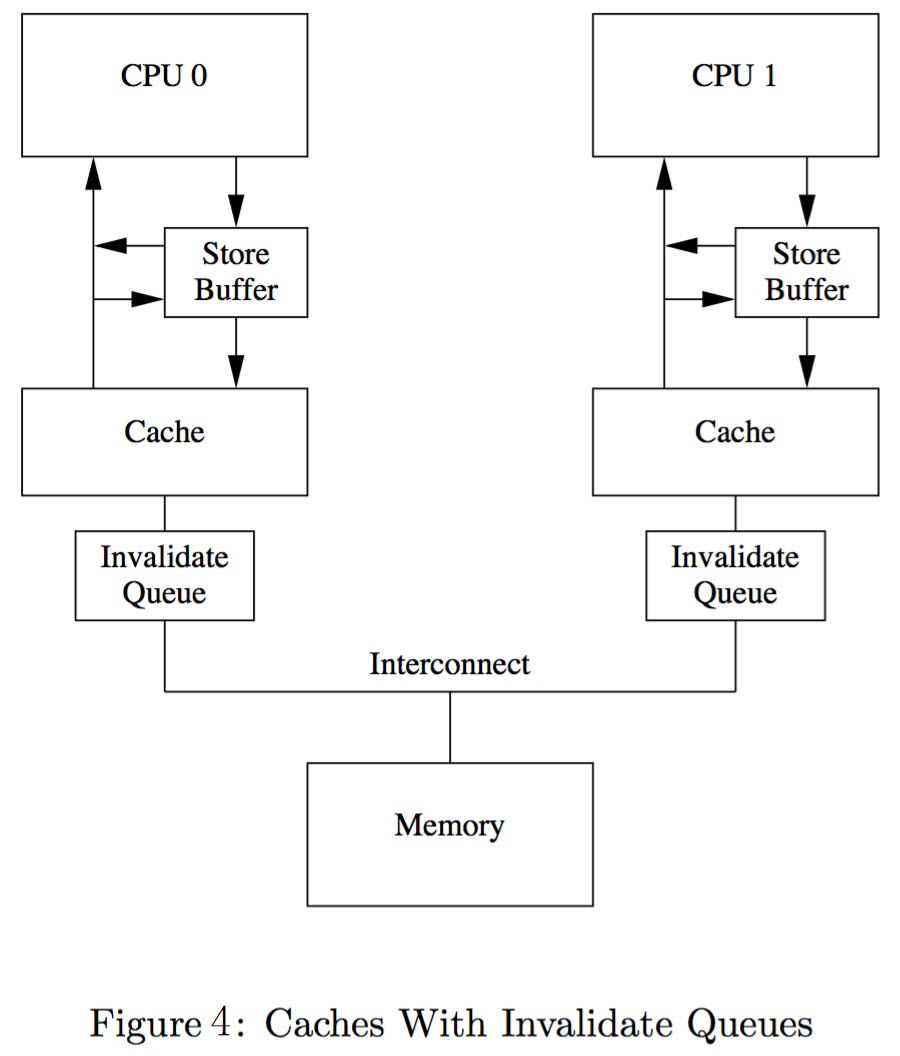 CPU 0
CPU 1
Store
Buffer
Store
Buffer
Cache
Cache
Invalidate
Queue
Invalidate
Queue
Interconnect
Memory
Figure 4: Caches With Invalidate Queues